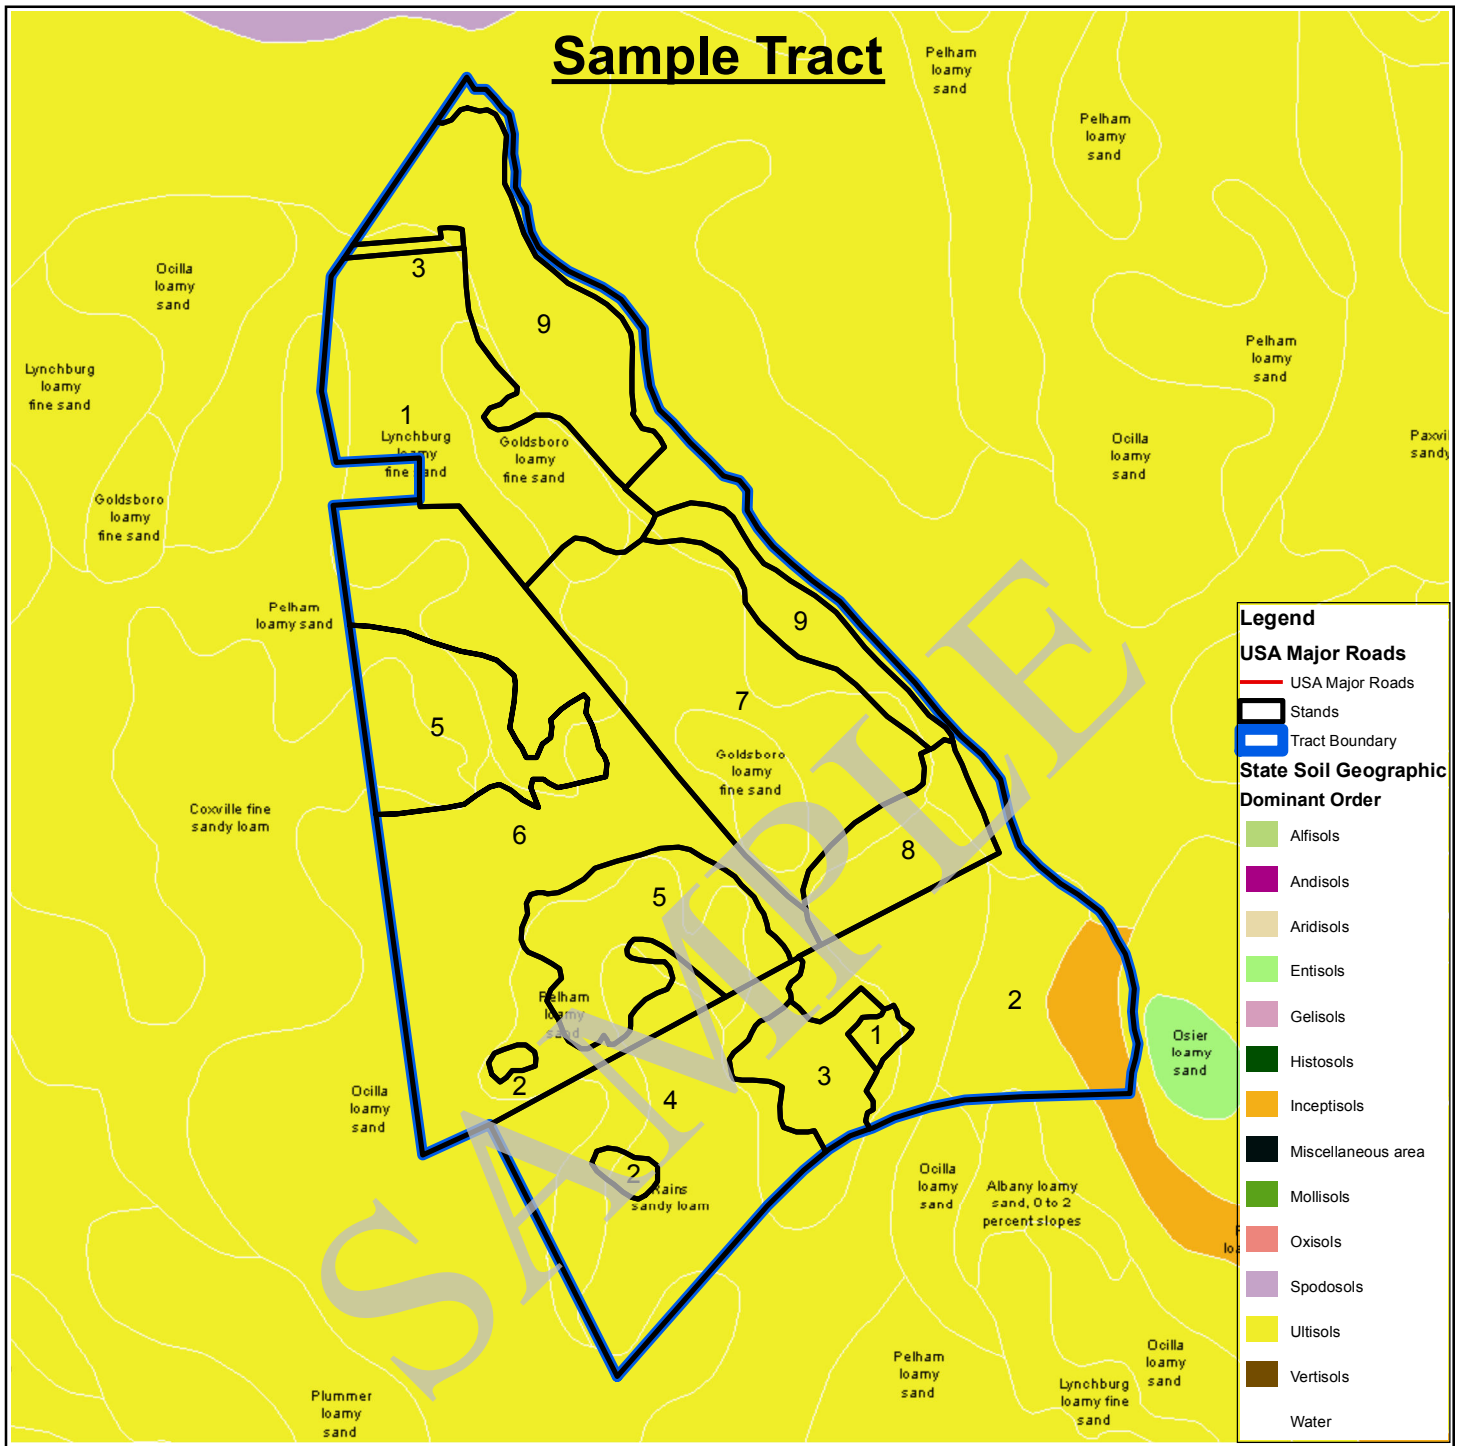 Sample Tract
Pelham
loamy
sand
Pelham
loamy
sand
Ocilla
loamy
sand
3
9
Pelham
loamy
sand
Lynchburg
loamy
fine sand
1
Lynchburg
loamy
fine sand
Goldsboro
loamy
fine sand
Ocilla
loamy
sand
sandy
Goldsboro
loamy
fine sand
Pelham
loamy sand
9
7
5
Goldsboro
loamy
fine sand
Coxville fine
sandy loam
6
8
5
Pelham
loamy
sand
2
1
Osier
loamy
sand
3
2
4
Ocilla
loamy
sand
2
Rains
sandy loam
Ocilla
loamy
sand
Albany loamy
sand, 0 to 2
percent slopes
Pelham
loamy
sand
Ocilla
loamy
sand
Lynchburg
loamy fine
sand
Plummer
loamy
sand
SAMPLE
Legend
USA Major Roads
USA Major Roads
Stands
Tract Boundary
State Soil Geographic
Dominant Order
Alfisols
Andisols
Aridisols
Entisols
Gelisols
Histosols
Inceptisols
Miscellaneous area
Mollisols
Oxisols
Spodosols
Ultisols
Vertisols
Water